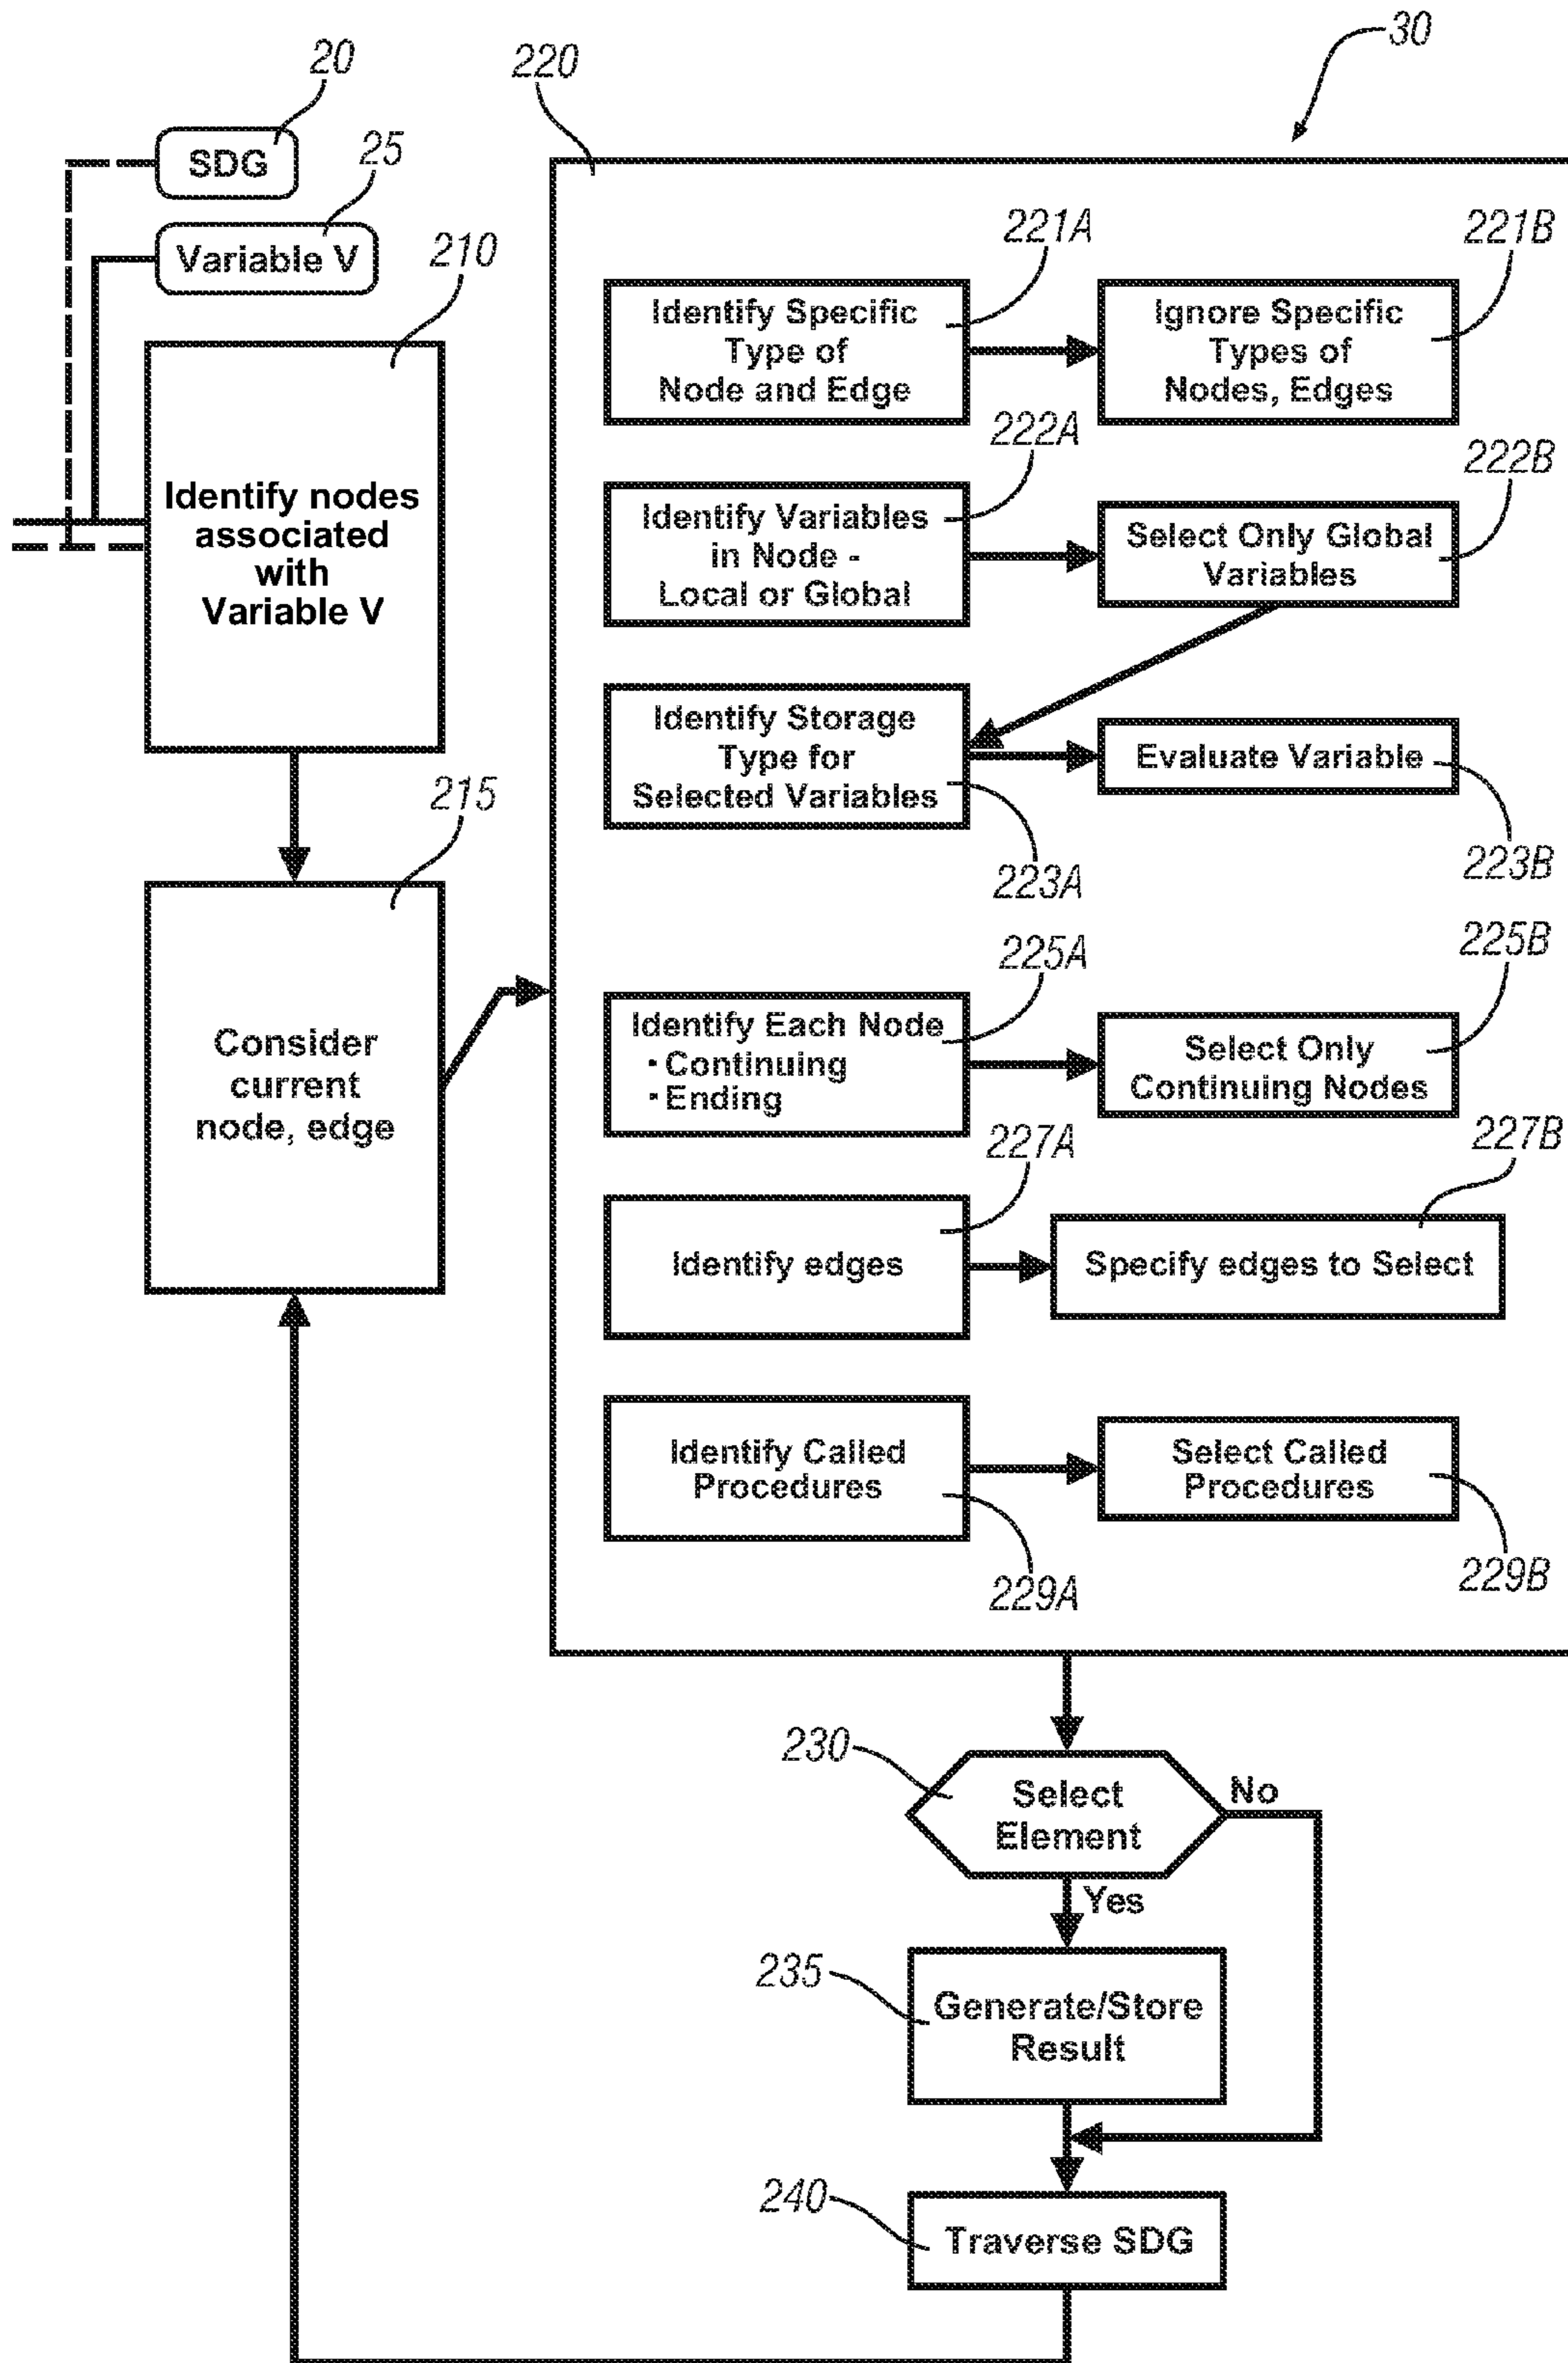 30
20
220
SDG
25
Variable V
210
221A
221B
Identify Specific
Type of
Node and Edge
Ignore Specific
Types of
Nodes, Edges
222A
222B
Identify nodes
associated
with
Variable V
Identify Variables
in Node -
Local or Global
Select Only Global
Variables
Identify Storage
Type for
Selected Variables
Evaluate Variable
215
223A
223B
225A
225B
Consider
current
node, edge
Identify Each Node
· Continuing
· Ending
Select Only
Continuing Nodes
227A
227B
Identify edges
Specify edges to Select
Identify Called
Procedures
Select Called
Procedures
229A
229B
230
Select
Element
No
Yes
235
Generate/Store
Result
240
Traverse SDG